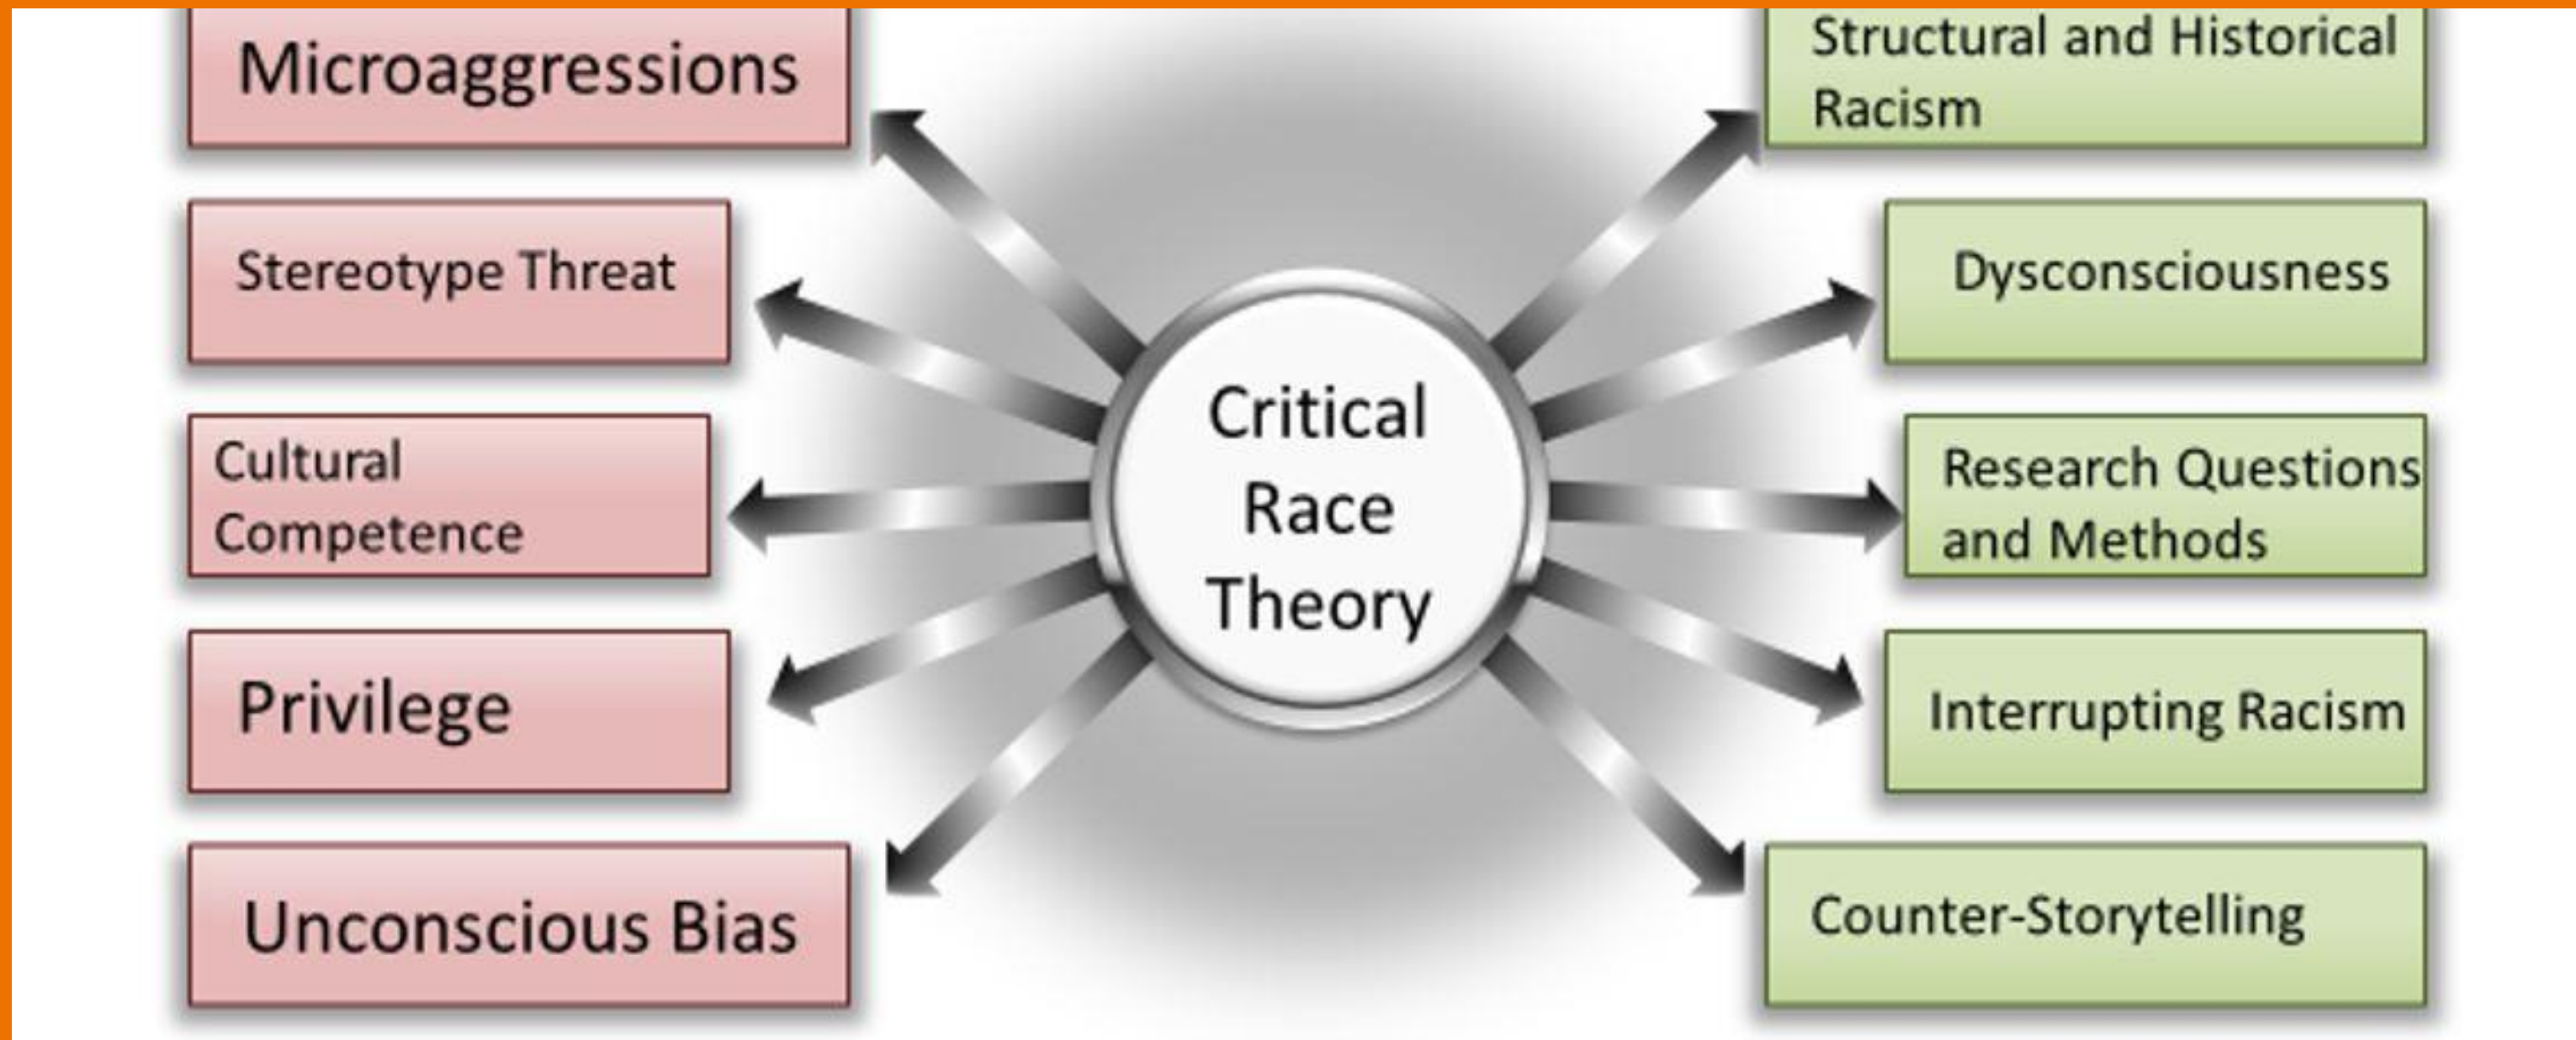 Microaggressions
Stereotype Threat
Cultural
Competence
Privilege
Unconscious Bias
Critical
Race
Theory
Structural and Historical
Racism
Dysconsciousness
Research Questions
and Methods
Interrupting Racism
Counter-Storytelling